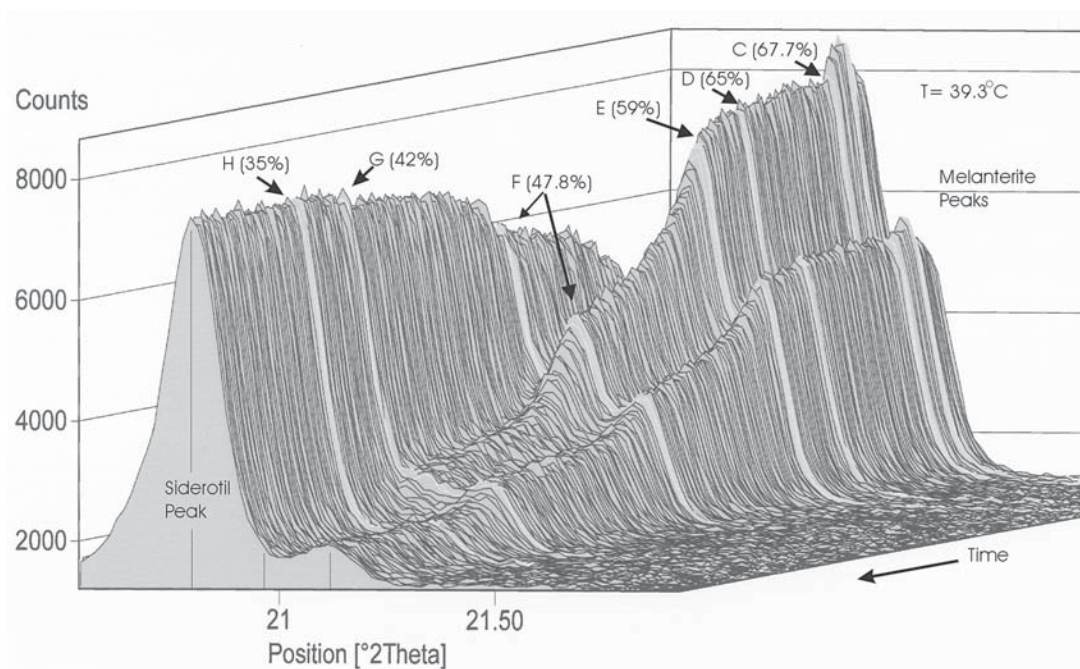 C (67.7%)
D (65%)
T= 39.3°C
Counts
E (59%)
H (35%)
G (42%)
8000
F (47.8%)
Melanterite
Peaks
6000
4000
Siderotil
Peak
2000
Time
21
21.50
Position [°2Theta]